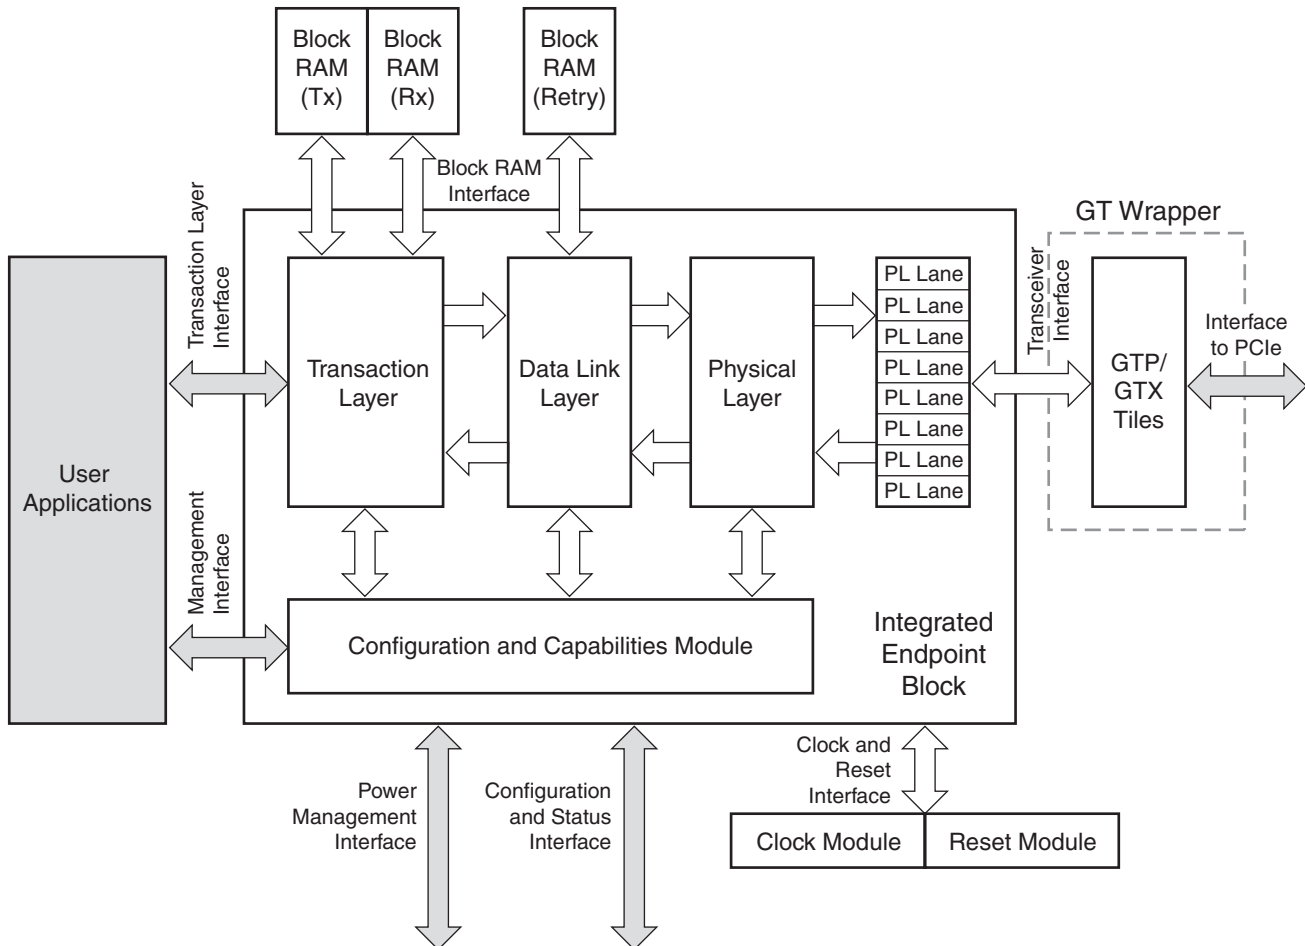 Block
RAM
(Tx)
Block
RAM
(Rx)
Block
RAM
(Retry)
Block RAM
Interface
GT Wrapper
Transaction Layer
Interface
Transceiver
Interface
User
Applications
Transaction
Layer
Data Link
Layer
Physical
Layer
PL Lane
PL Lane
PL Lane
PL Lane
PL Lane
PL Lane
PL Lane
PL Lane
GTP/
GTX
Tiles
Interface
to PCIe
Management
Interface
Configuration and Capabilities Module
Integrated
Endpoint
Block
Power
Management
Interface
Configuration
and Status
Interface
Clock and
Reset
Interface
Clock Module
Reset Module